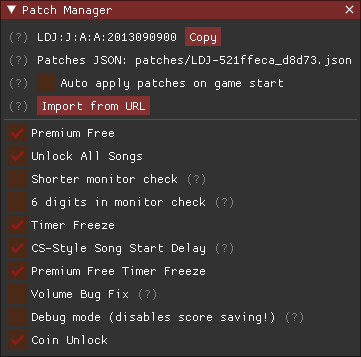 Patch Manager
(?) LDJ:J:A:A:2013090900 Copy
(?) Patches JSON: patches/LDJ-521ffeca_d8d73.json
(?) Auto apply patches on game start
(?) Import from URL
Premium Free
Unlock All Songs
Shorter monitor check (?)
6 digits in monitor check (?)
Timer Freeze
CS-Style Song Start Delay (?)
Premium Free Timer Freeze
Volume Bug Fix (?)
Debug mode (disables score saving!) (?)
Coin Unlock